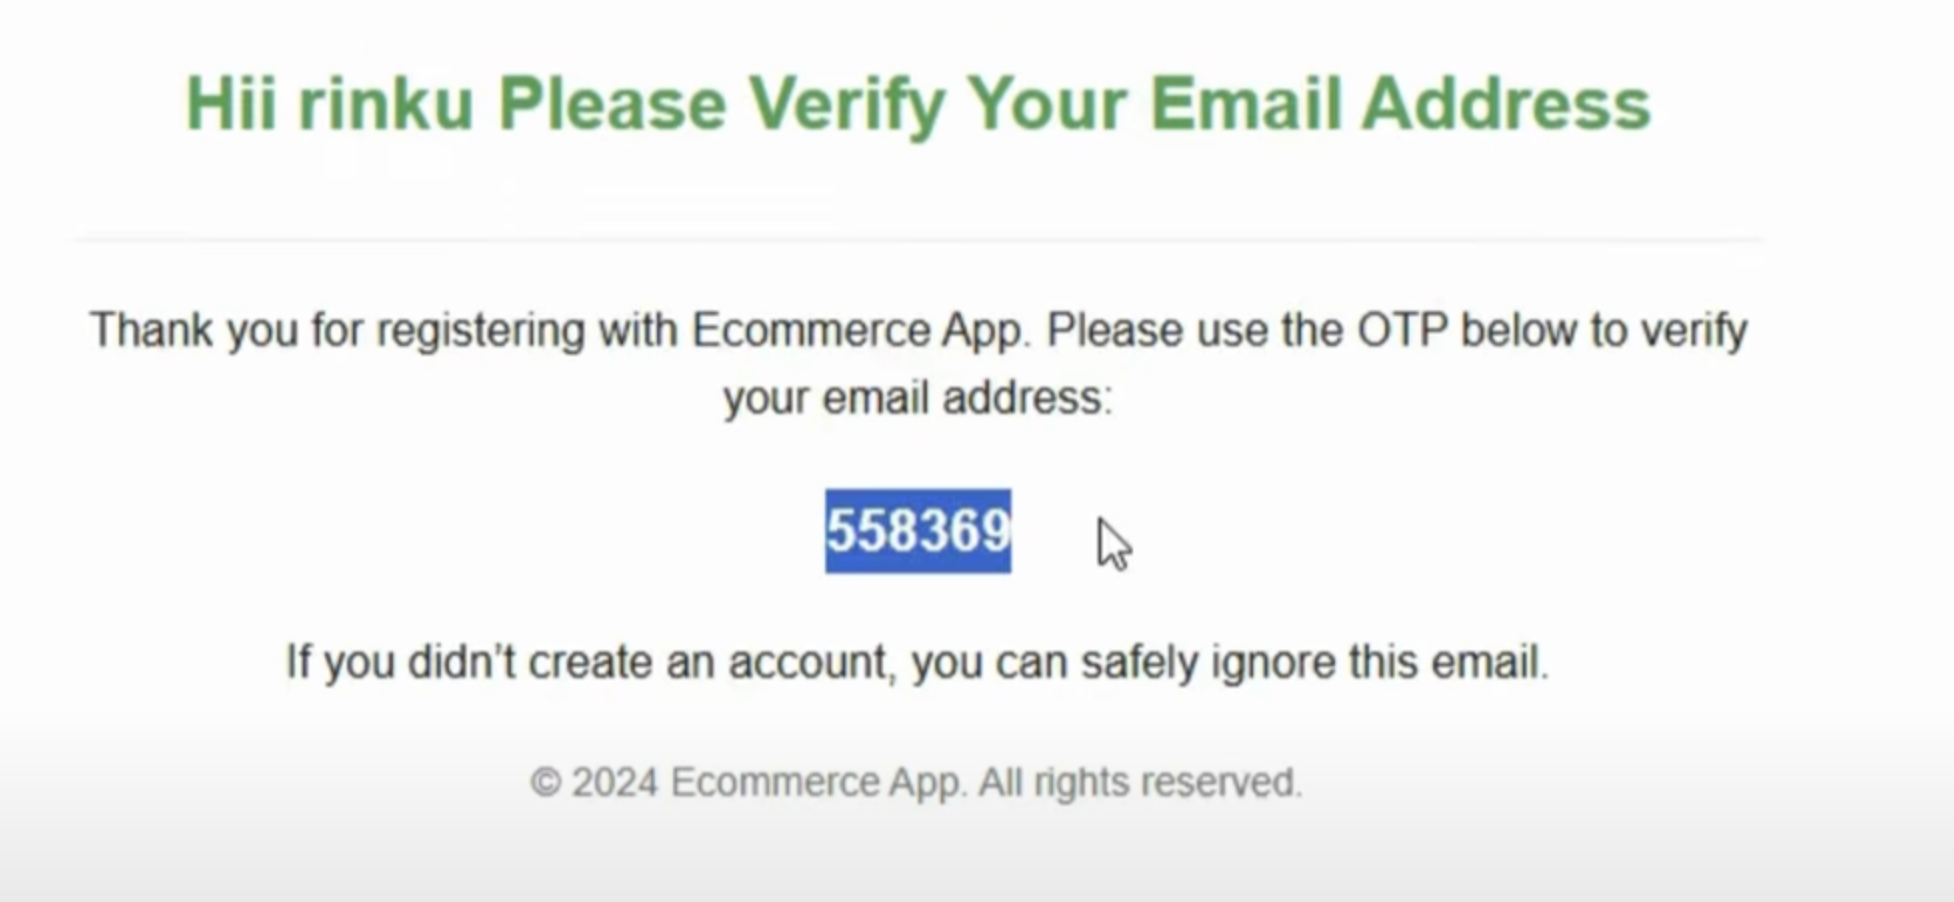 Hii rinku Please Verify Your Email Address
Thank you for registering with Ecommerce App. Please use the OTP below to verify
your email address:
558369
If you didn't create an account, you can safely ignore this email.
© 2024 Ecommerce App. All rights reserved.